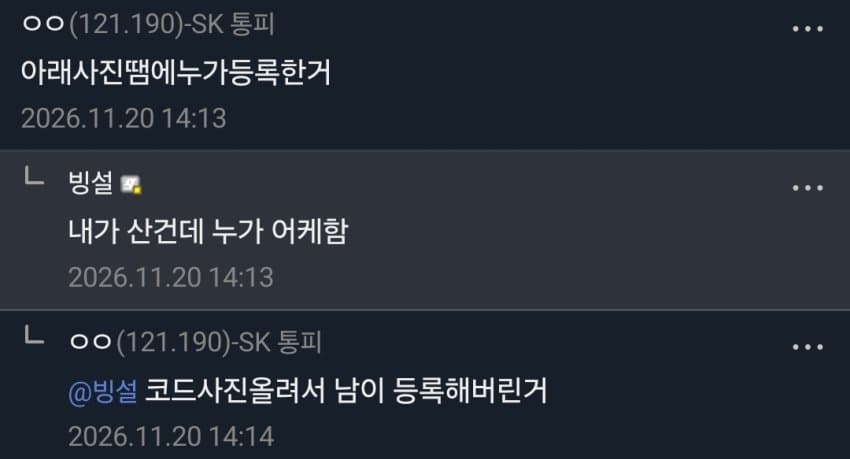 ㅇㅇ(121.190)-SK 통피
아래사진땜에누가등록한거
2026.11.20 14:13
빙설
내가 산건데 누가 어케함
2026.11.20 14:13
ㅇㅇ(121.190)-SK 통피
@빙설 코드사진올려서 남이 등록해버린거
2026.11.20 14:14